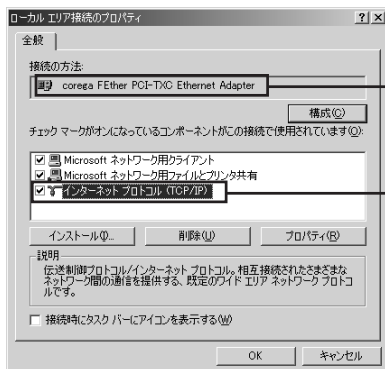 ローカル エリア接続のプロパティ
全般
接続の方法:
corega FEther PCI-TXC Ethernet Adapter
構成(C)
チェック マークがオンになっているコンポーネントがこの接続で使用されています(O):
Microsoft ネットワーク用クライアント
Microsoft ネットワーク用ファイルとプリンタ共有
インターネット プロトコル (TCP/IP)
インストール(I)...
削除(U)
プロパティ(R)
説明
伝送制御プロトコル/インターネット プロトコル。相互接続されたさまざまな
ネットワーク間の通信を提供する、既定のワイド エリア ネットワーク プロトコ
ルです。
接続時にタスク バーにアイコンを表示する(W)
OK
キャンセル